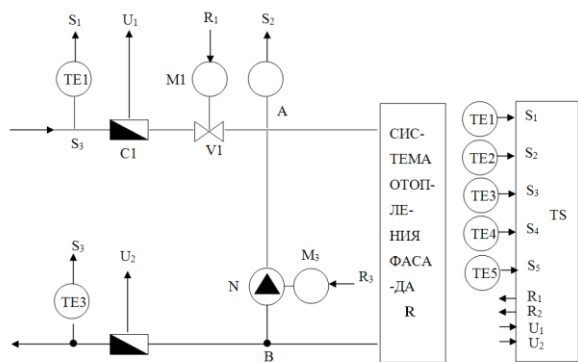 S₁ U₁ R₁ S₂
TE1 M1 TE1 S₁
A
S₃ C1 V1
СИС-
ТЕМА
ОТОП-
ЛЕ-
НИЯ
ФАСА-
-ДА
R
TE2 S₂
TE3 S₃
TS
TE4 S₄
TE5 S₅
S₃ U₂
TE3 N M₃ R₃
B
R₁
R₂
U₁
U₂